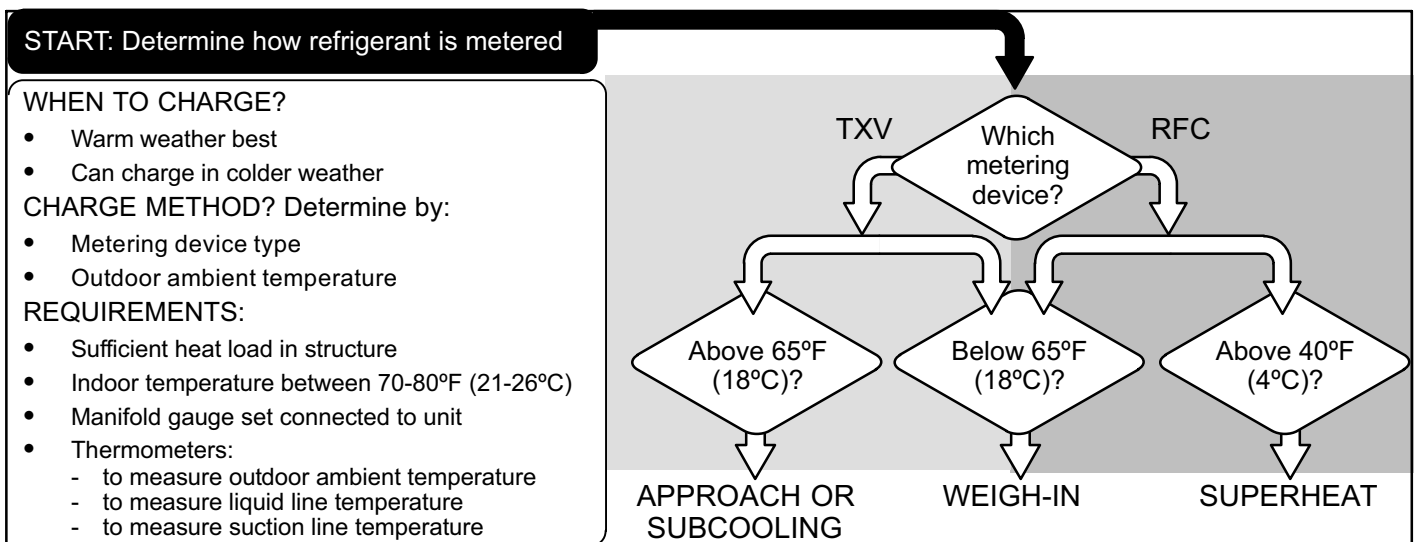 START: Determine how refrigerant is metered
WHEN TO CHARGE?
• Warm weather best
• Can charge in colder weather
CHARGE METHOD? Determine by:
• Metering device type
• Outdoor ambient temperature
REQUIREMENTS:
• Sufficient heat load in structure
• Indoor temperature between 70-80ºF (21-26ºC)
• Manifold gauge set connected to unit
• Thermometers:
- to measure outdoor ambient temperature
- to measure liquid line temperature
- to measure suction line temperature
TXV
Which
metering
device?
RFC
Above 65ºF
(18ºC)?
Below 65ºF
(18ºC)?
Above 40ºF
(4ºC)?
APPROACH OR
SUBCOOLING
WEIGH-IN
SUPERHEAT